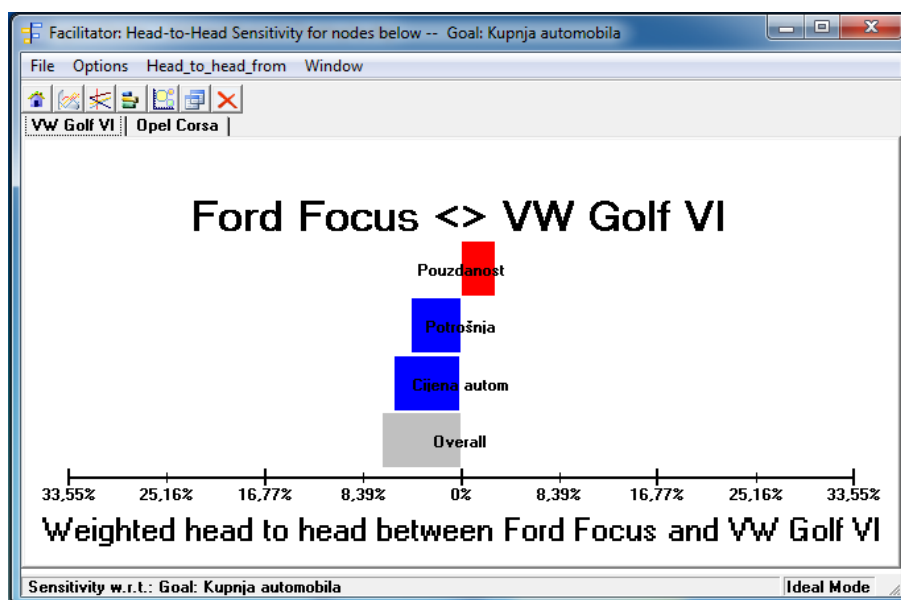 Facilitator: Head-to-Head Sensitivity for nodes below -- Goal: Kupnja automobila
File Options Head_to_head_from Window
VW Golf VI Opel Corsa
Ford Focus <> VW Golf VI
Pouzdanost
Potrošnja
Cijena autom
Overall
33,55% 25,16% 16,77% 8,39% 0% 8,39% 16,77% 25,16% 33,55%
Weighted head to head between Ford Focus and VW Golf VI
Sensitivity w.r.t.: Goal: Kupnja automobila Ideal Mode